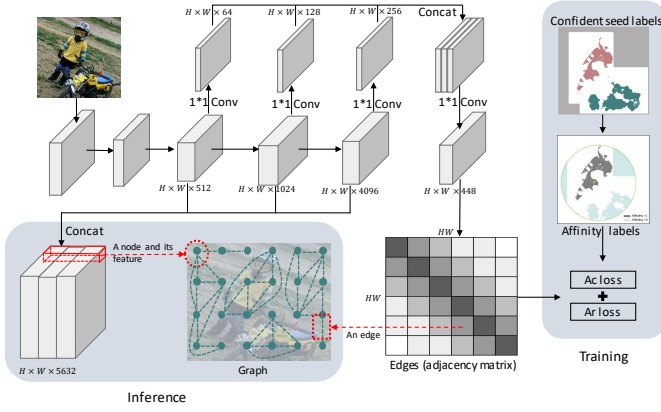 H × W × 64
H × W × 128
H × W × 256
Concat
Confident seed labels
1*1 Conv
1*1 Conv
1*1 Conv
1*1 Conv
H × W × 512
H × W × 1024
H × W × 4096
H × W × 448
Affinity labels
Concat
A node and its
feature
HW
HW
An edge
Ac loss
+
Ar loss
Graph
Edges (adjacency matrix)
Training
H × W × 5632
Inference